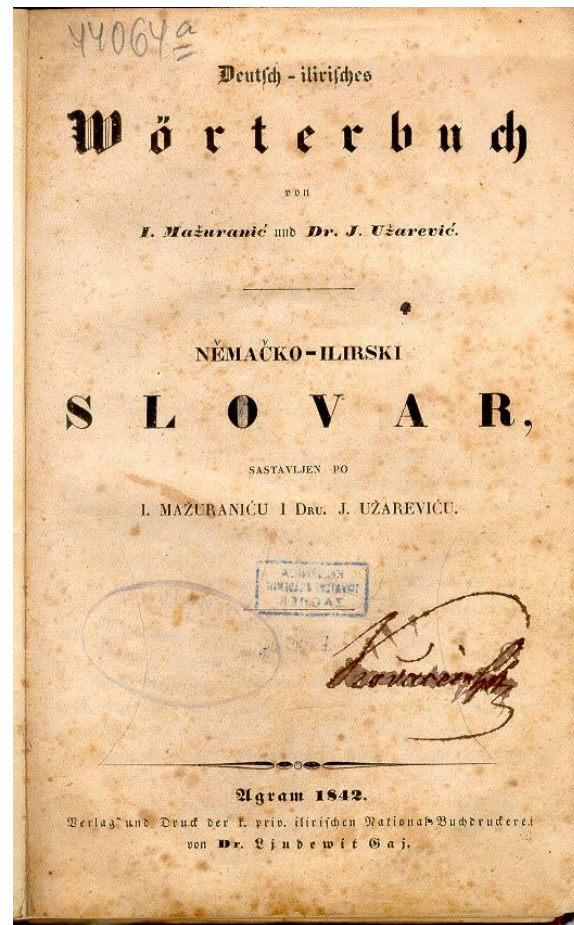 44064a
Deutsch-ilirisches
Wörterbuch
von
I. Mažuranić und Dr. J. Užarević.
NĚMAČKO-ILIRSKI
SLOVAR,
SASTAVLJEN PO
I. MAŽURANIĆU I DRU. J. UŽAREVIĆU.
ZAGREB
Agram 1842.
Verlag und Druck der k. priv. ilirischen National-Buchdruckerei
von Dr. Ljudewit Gaj.